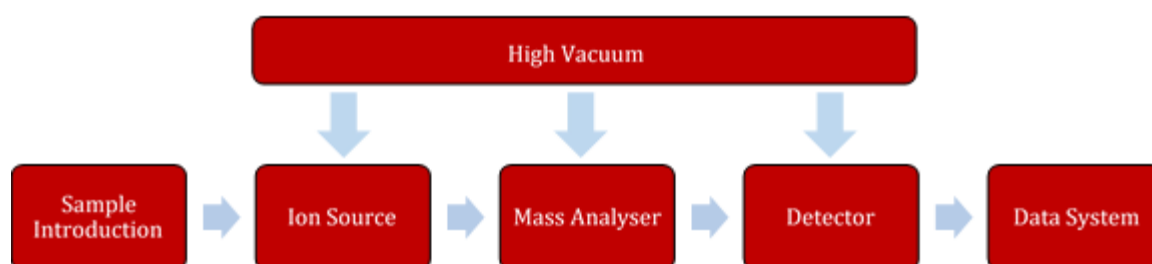 High Vacuum
Sample
Introduction
Ion Source
Mass Analyser
Detector
Data System